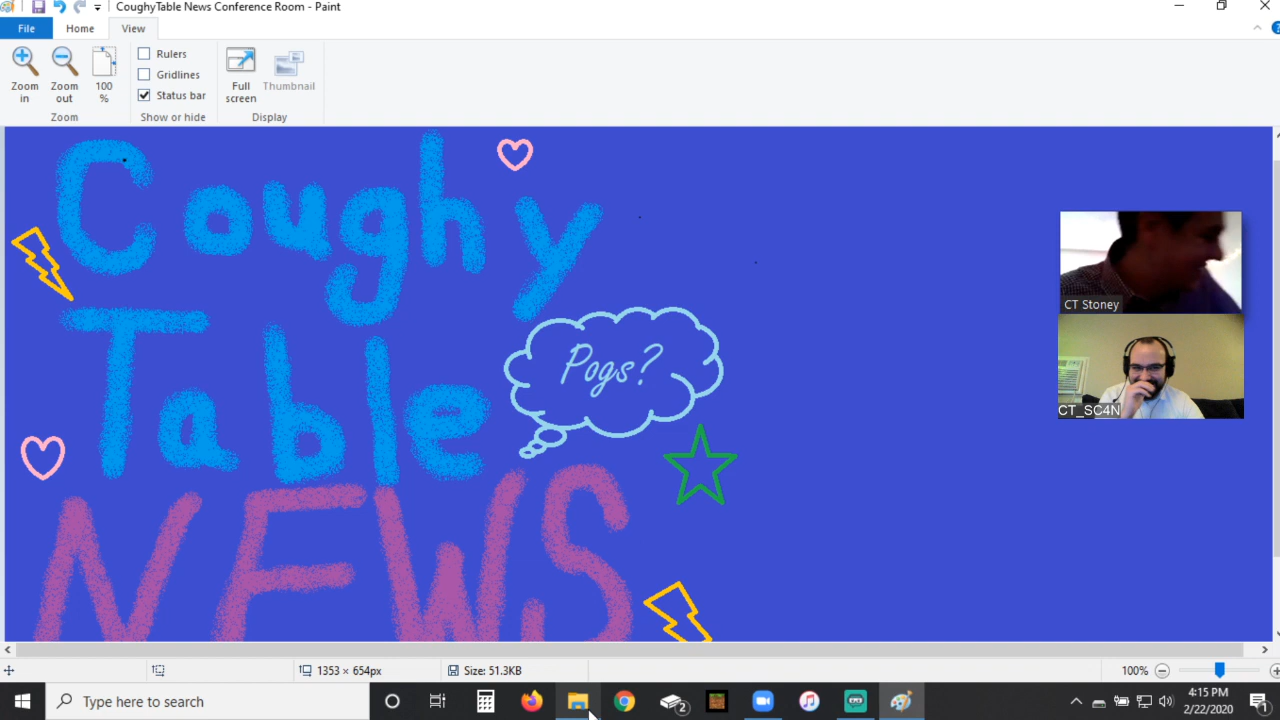 CoughyTable News Conference Room - Paint
File Home View
Rulers
Gridlines
Status bar
Zoom in
Zoom out
100 %
Full screen
Thumbnail
Zoom
Show or hide
Display
Coughy
Table
Pogs?
NEWS
CT Stoney
CT_SC4N
1353 × 654px
Size: 51.3KB
100%
Type here to search
2
4:15 PM
2/22/2020
1